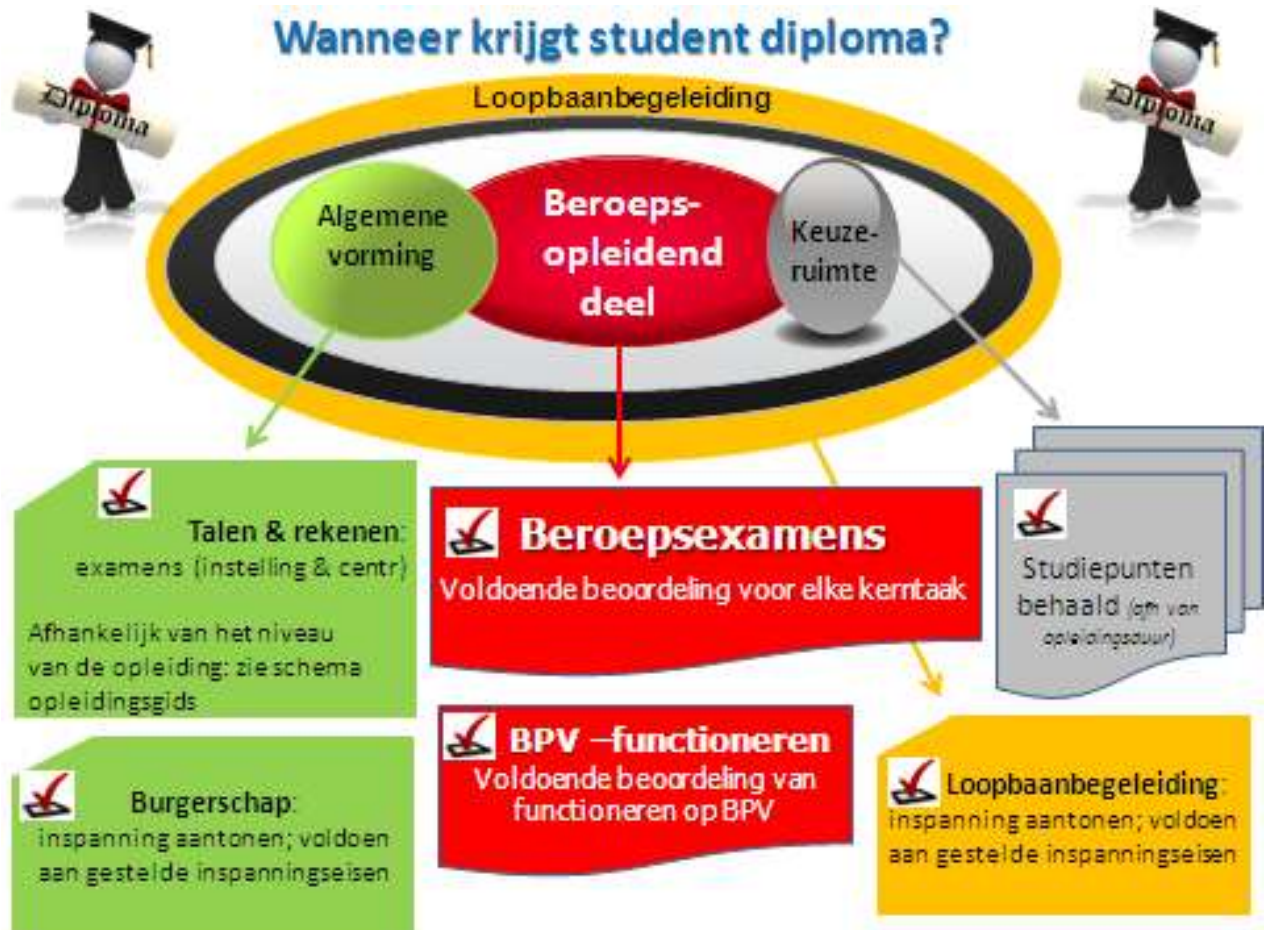 Wanneer krijgt student diploma?
Diploma
Diploma
Loopbaanbegeleiding
Algemene
vorming
Beroeps-
opleidend
deel
Keuze-
ruimte
Talen & rekenen:
examens (instelling & centr)
Afhankelijk van het niveau
van de opleiding: zie schema
opleidingsgids
Beroepsexamens
Voldoende beoordeling voor elke kerntaak
Studiepunten
behaald (afh van
opleidingsduur)
Burgerschap:
inspanning aantonen; voldoen
aan gestelde inspanningseisen
BPV –functioneren
Voldoende beoordeling van
functioneren op BPV
Loopbaanbegeleiding:
inspanning aantonen; voldoen
aan gestelde inspanningseisen